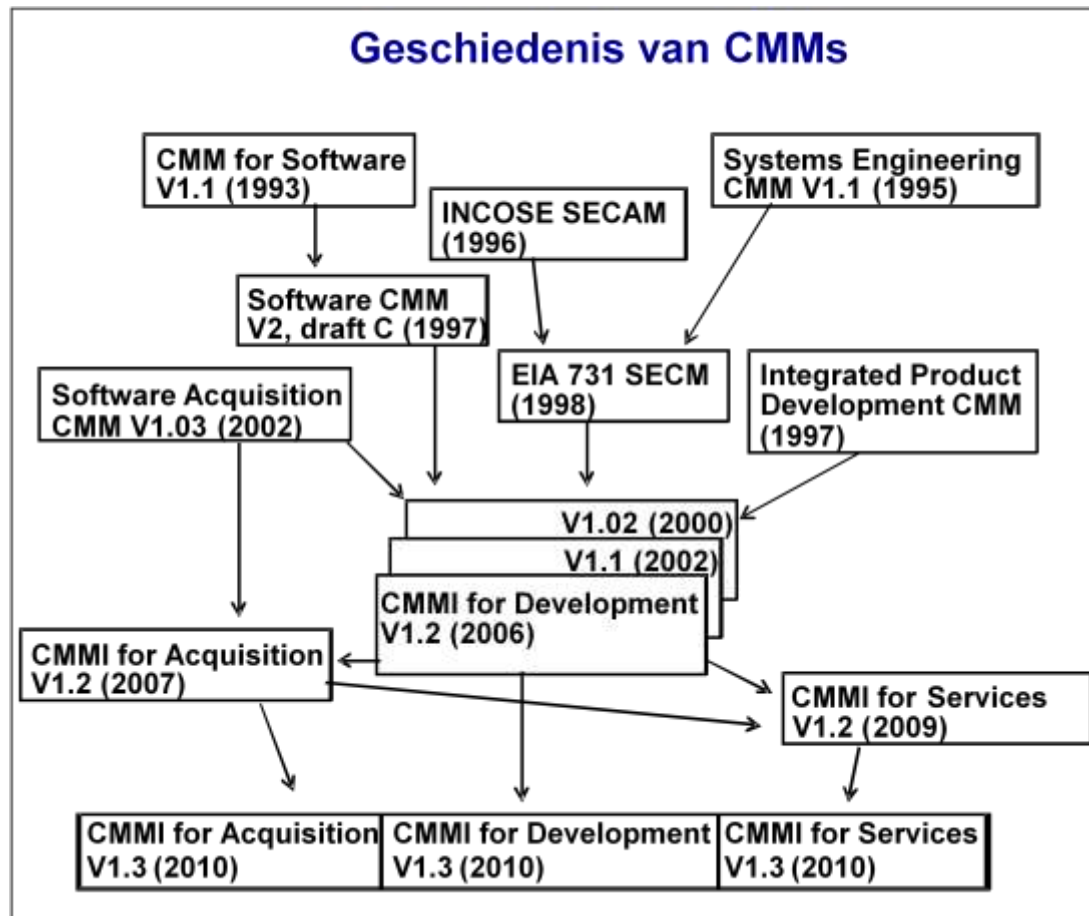 Geschiedenis van CMMs
CMM for Software
V1.1 (1993)
Systems Engineering
CMM V1.1 (1995)
INCOSE SECAM
(1996)
Software CMM
V2, draft C (1997)
EIA 731 SECM
(1998)
Integrated Product
Development CMM
(1997)
Software Acquisition
CMM V1.03 (2002)
V1.02 (2000)
V1.1 (2002)
CMMI for Development
V1.2 (2006)
CMMI for Acquisition
V1.2 (2007)
CMMI for Services
V1.2 (2009)
CMMI for Acquisition
V1.3 (2010)
CMMI for Development
V1.3 (2010)
CMMI for Services
V1.3 (2010)